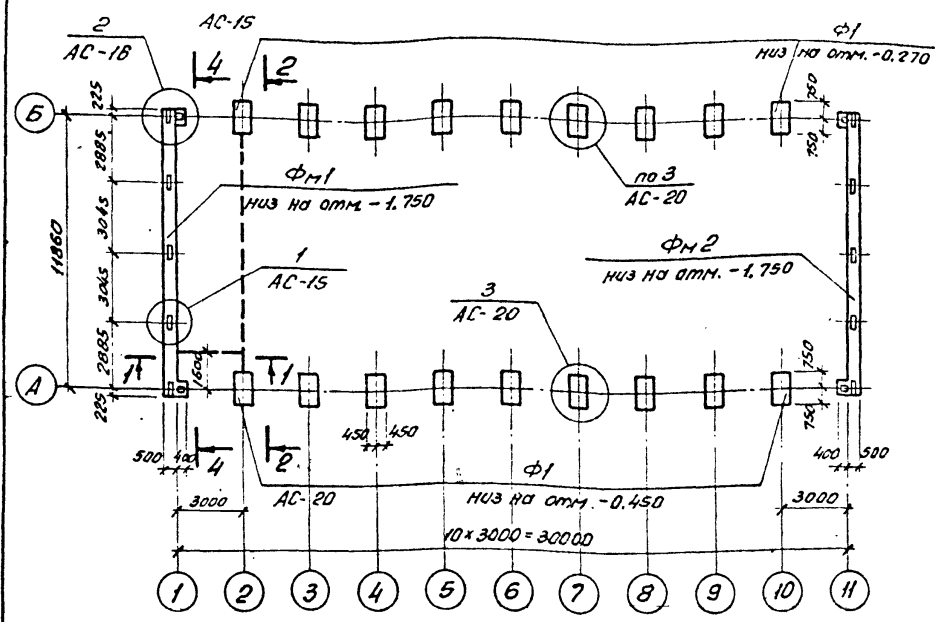 2
АС-16
АС-15
4
2
Ф1
низ на отм. -0.270
Б
225
2885
3045
3045
2885
225
11860
750
750
Фм1
низ на отм. -1.750
по 3
АС-20
1
АС-15
Фм2
низ на отм. -1.750
3
АС-20
А
1
1600
1
750
750
450
450
500
400
4
2
400
500
3000
АС-20
Ф1
низ на отм. -0.450
3000
10 x 3000 = 30000
1
2
3
4
5
6
7
8
9
10
11